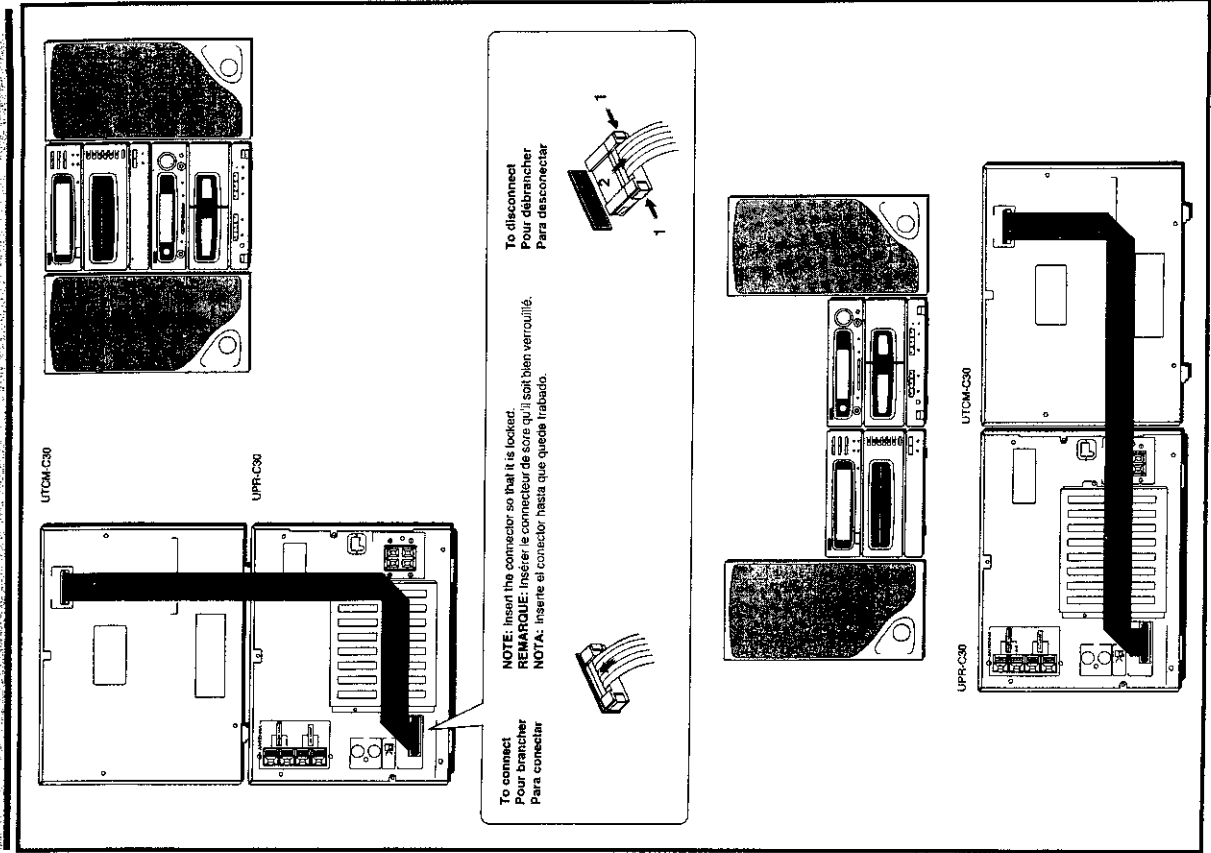 UTCM-C30
UPR-C30
To connect
Pour brancher
Para conectar
NOTE: Insert the connector so that it is locked.
REMARQUE: Insérer le connecteur de sore qu'il soit bien verrouillé.
NOTA: Inserte el conector hasta que quede trabado.
To disconnect
Pour débrancher
Para desconectar
1
2
1
UPR-C30
UTCM-C30